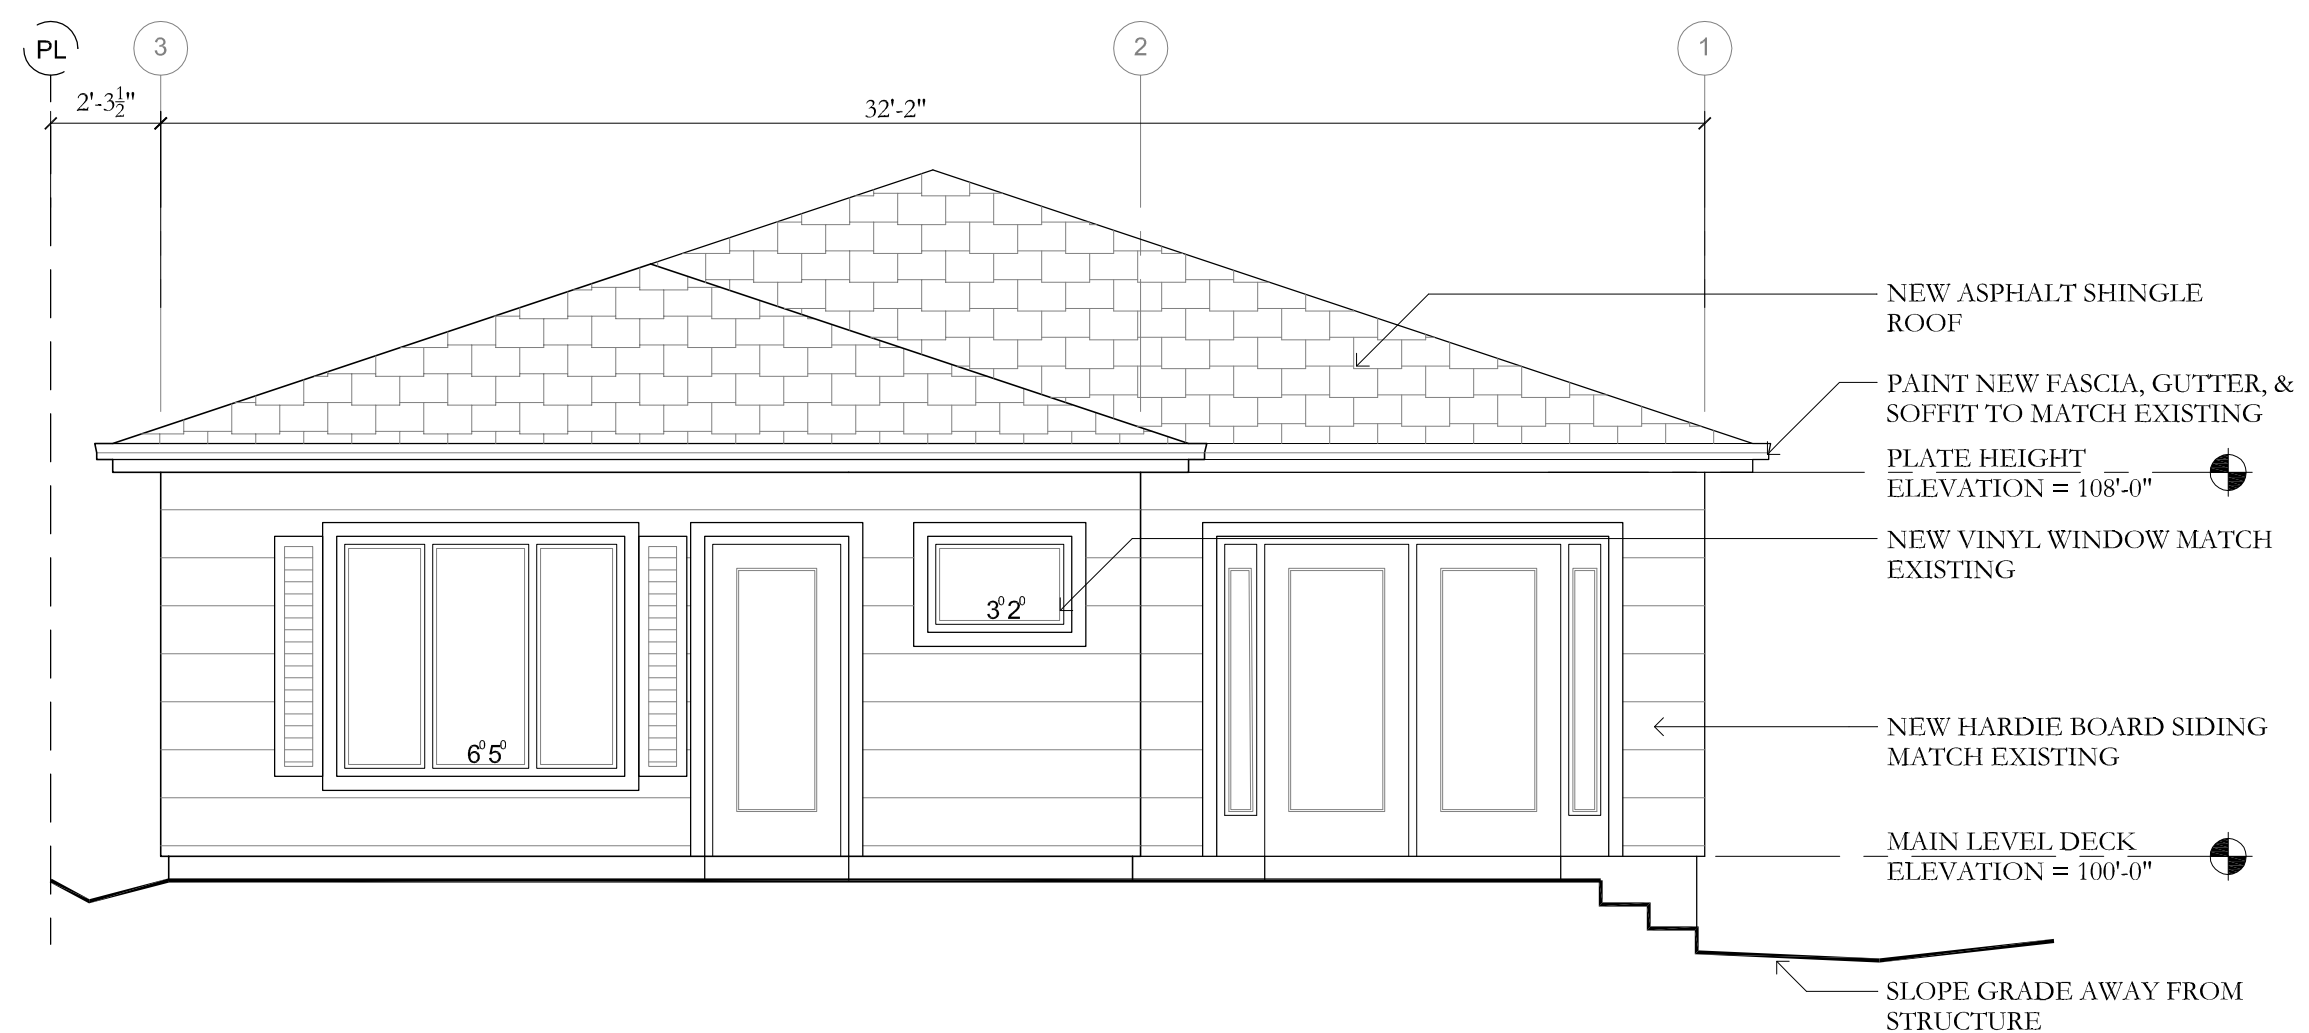 PL
3
2
1
2'-3½"
32'-2"
NEW ASPHALT SHINGLE
ROOF
PAINT NEW FASCIA, GUTTER, &
SOFFIT TO MATCH EXISTING
PLATE HEIGHT
ELEVATION = 108'-0"
NEW VINYL WINDOW MATCH
EXISTING
3⁰2⁰
6⁰5⁰
NEW HARDIE BOARD SIDING
MATCH EXISTING
MAIN LEVEL DECK
ELEVATION = 100'-0"
SLOPE GRADE AWAY FROM
STRUCTURE